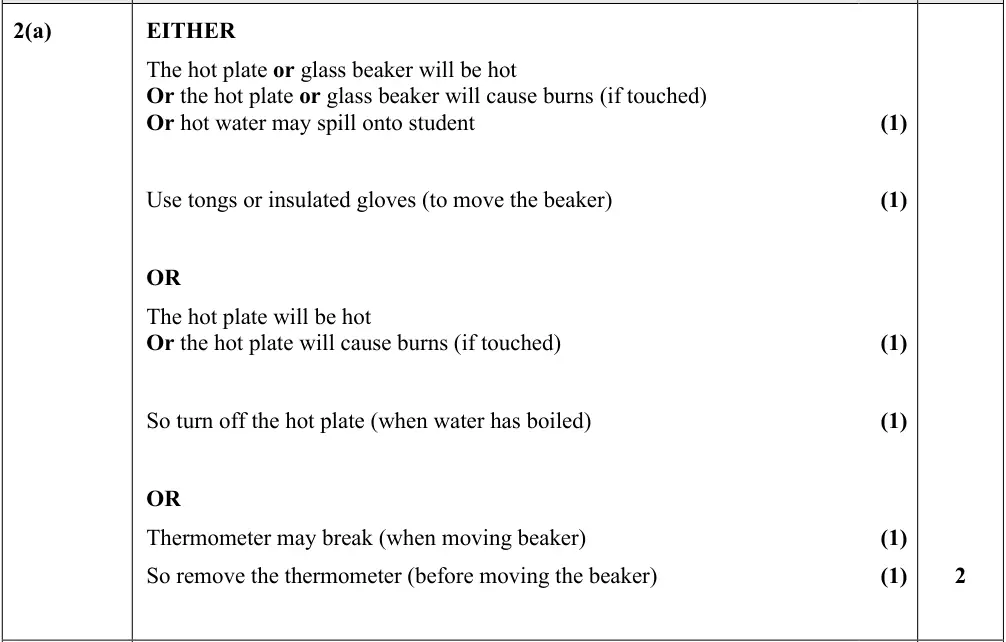 2(a) EITHER
The hot plate or glass beaker will be hot
Or the hot plate or glass beaker will cause burns (if touched)
Or hot water may spill onto student (1)
Use tongs or insulated gloves (to move the beaker) (1)
OR
The hot plate will be hot
Or the hot plate will cause burns (if touched) (1)
So turn off the hot plate (when water has boiled) (1)
OR
Thermometer may break (when moving beaker) (1)
So remove the thermometer (before moving the beaker) (1) 2